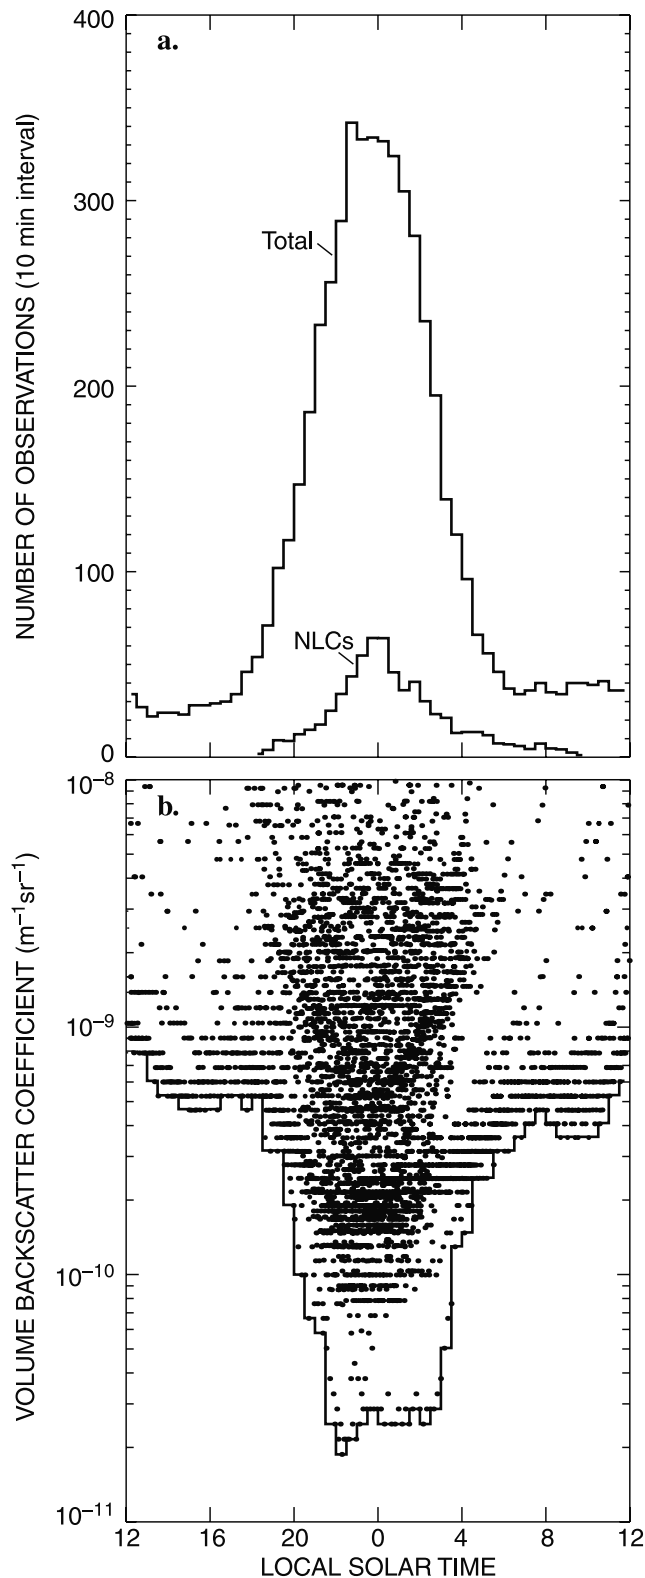 a.
400
300
200
100
0
NUMBER OF OBSERVATIONS (10 min interval)
Total
NLCs
b.
10⁻⁸
10⁻⁹
10⁻¹⁰
10⁻¹¹
VOLUME BACKSCATTER COEFFICIENT (m⁻¹sr⁻¹)
12 16 20 0 4 8 12
LOCAL SOLAR TIME